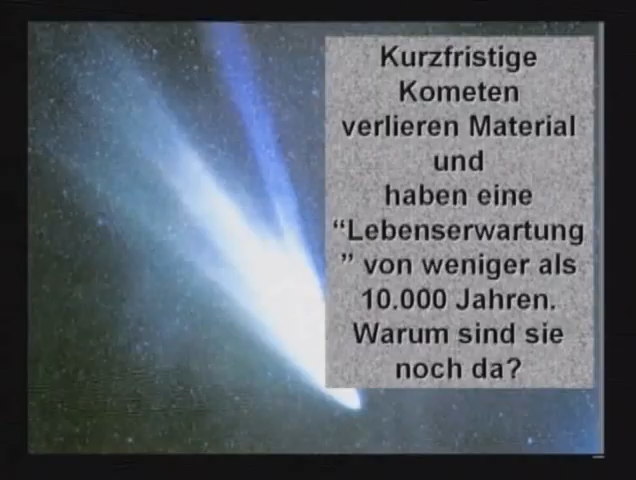 Kurzfristige
Kometen
verlieren Material
und
haben eine
“Lebenserwartung
” von weniger als
10.000 Jahren.
Warum sind sie
noch da?